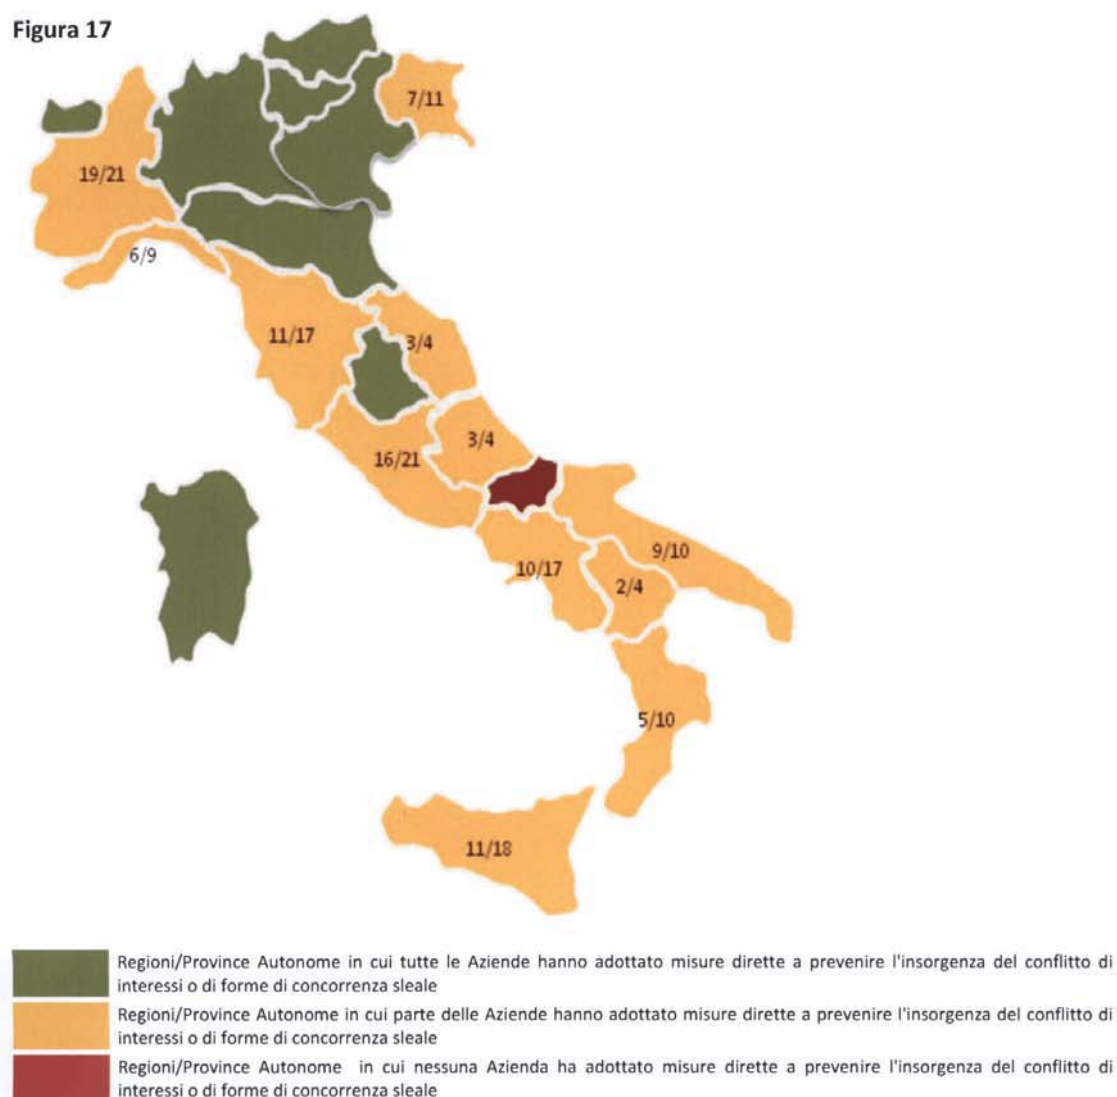 Figura 17
7/11
19/21
6/9
11/17
3/4
3/4
16/21
9/10
10/17
2/4
5/10
11/18
Regioni/Province Autonome in cui tutte le Aziende hanno adottato misure dirette a prevenire l'insorgenza del conflitto di
interessi o di forme di concorrenza sleale
Regioni/Province Autonome in cui parte delle Aziende hanno adottato misure dirette a prevenire l'insorgenza del conflitto di
interessi o di forme di concorrenza sleale
Regioni/Province Autonome in cui nessuna Azienda ha adottato misure dirette a prevenire l'insorgenza del conflitto di
interessi o di forme di concorrenza sleale